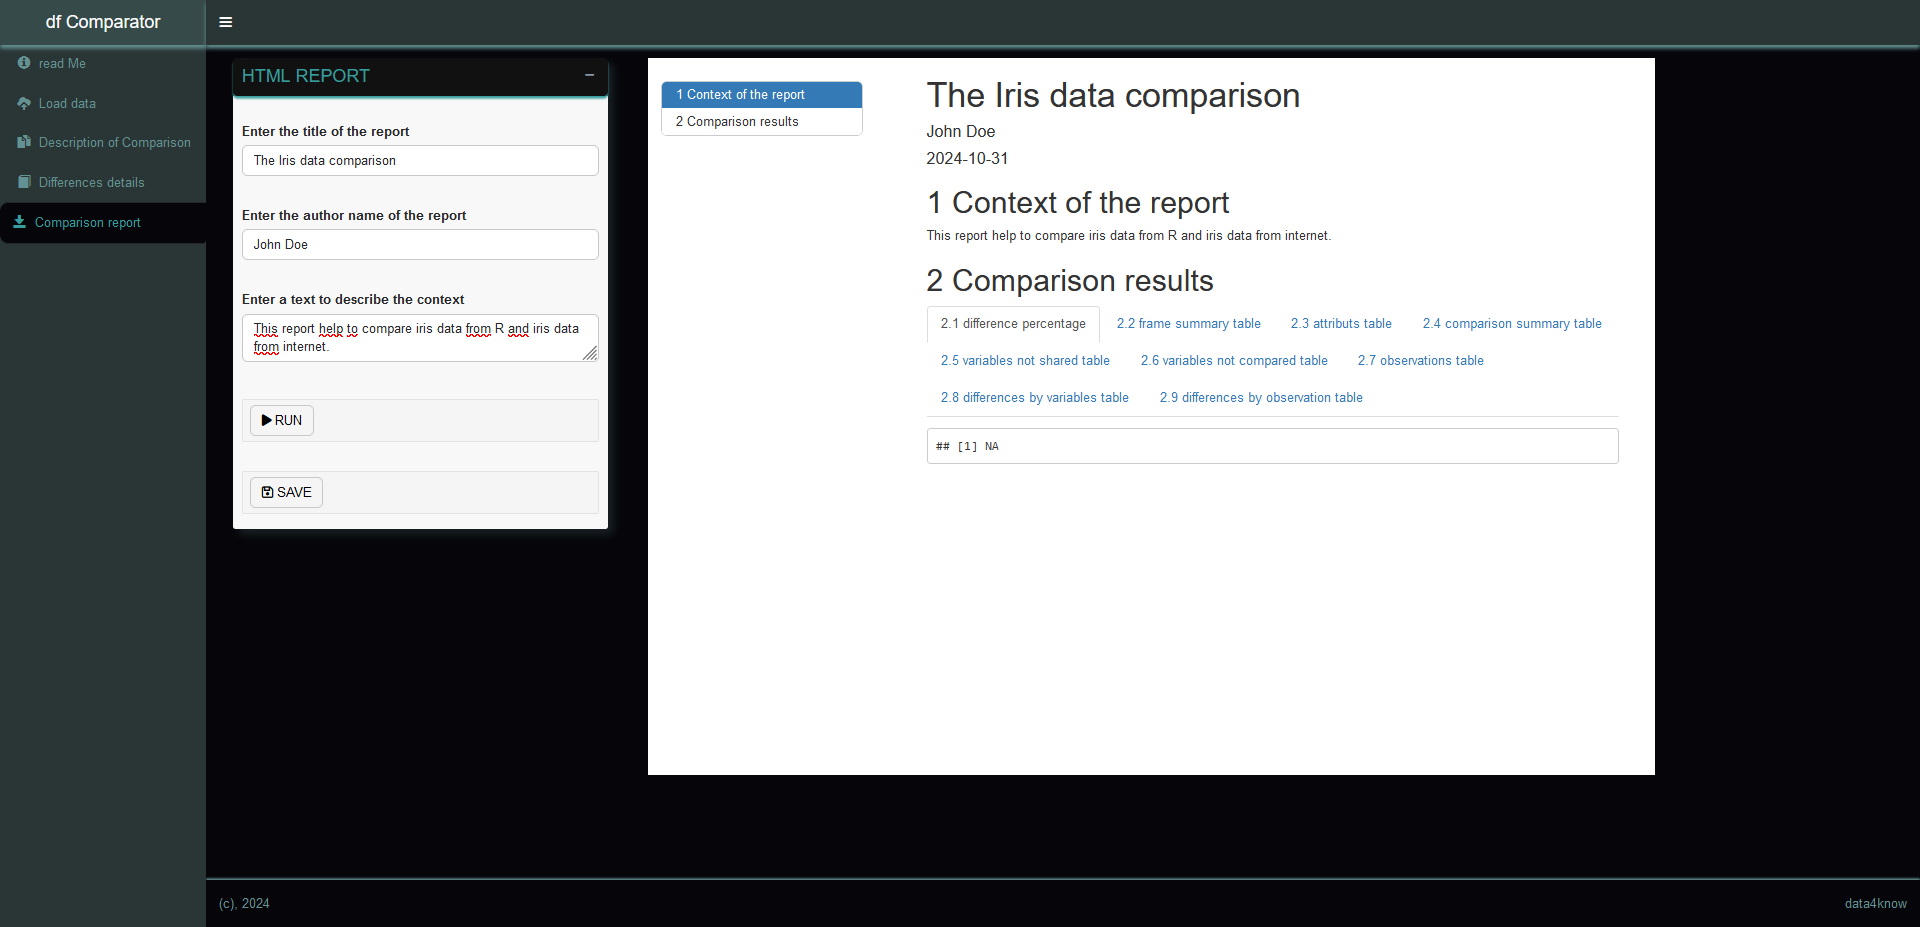 df Comparator
read Me
Load data
Description of Comparison
Differences details
Comparison report
HTML REPORT
Enter the title of the report
The Iris data comparison
Enter the author name of the report
John Doe
Enter a text to describe the context
This report help to compare iris data from R and iris data
from internet.
RUN
SAVE
1 Context of the report
2 Comparison results
The Iris data comparison
John Doe
2024-10-31
1 Context of the report
This report help to compare iris data from R and iris data from internet.
2 Comparison results
2.1 difference percentage
2.2 frame summary table
2.3 attributs table
2.4 comparison summary table
2.5 variables not shared table
2.6 variables not compared table
2.7 observations table
2.8 differences by variables table
2.9 differences by observation table
## [1] NA
(c), 2024
data4know